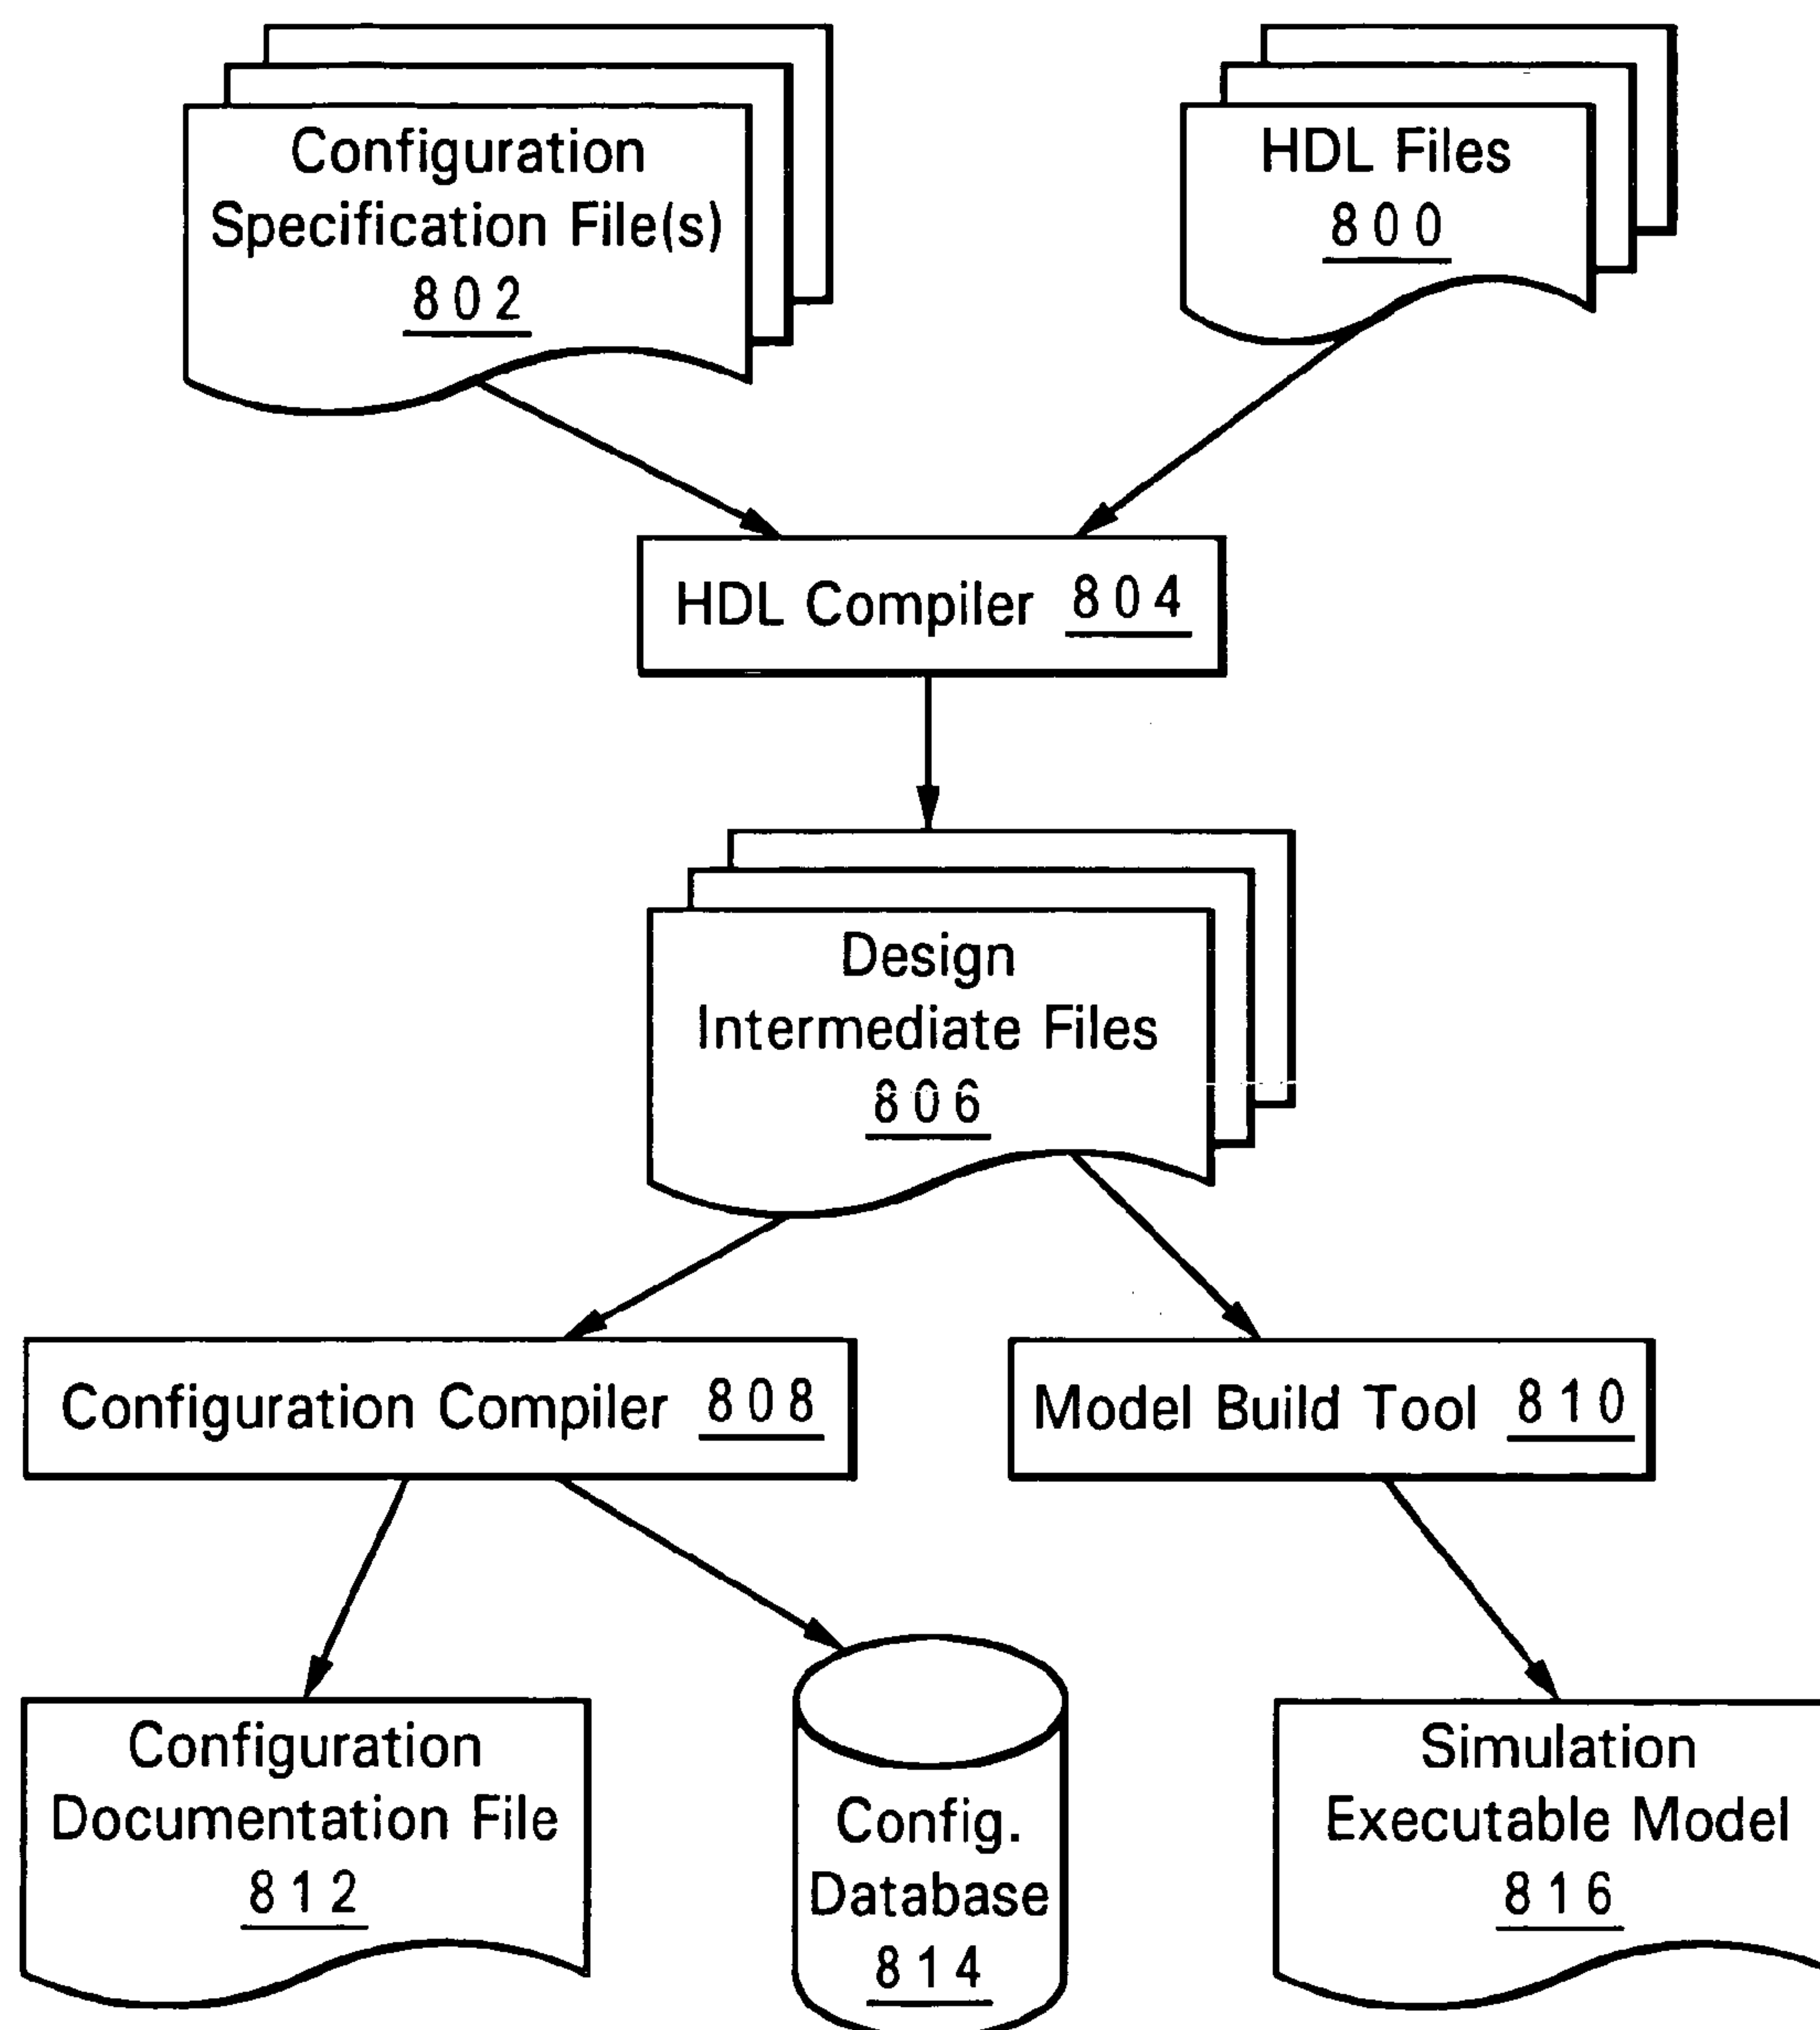 Configuration
Specification File(s)
802
HDL Files
800
HDL Compiler 804
Design
Intermediate Files
806
Configuration Compiler 808
Model Build Tool 810
Configuration
Documentation File
812
Config.
Database
814
Simulation
Executable Model
816